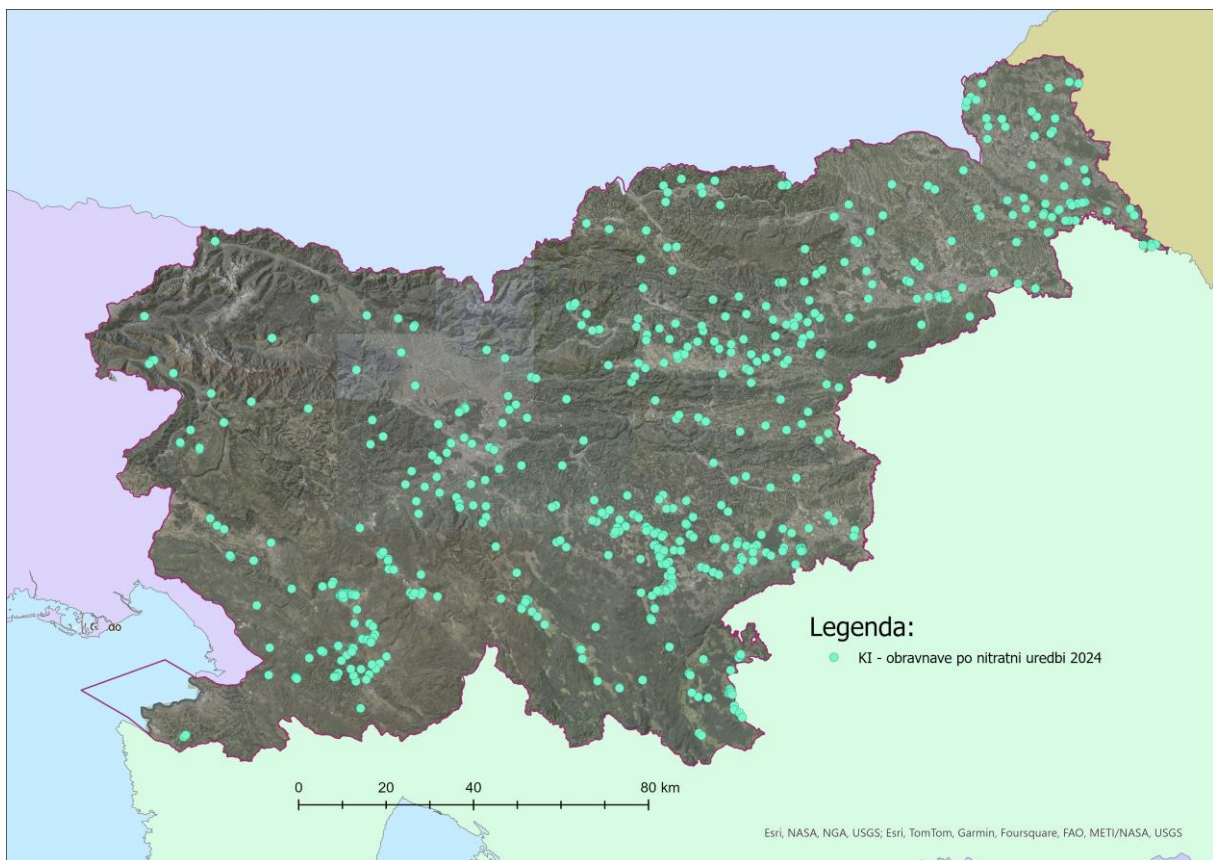 Legenda:
KI - obravnave po nitratni uredbi 2024
0 20 40 80 km
Esri, NASA, NGA, USGS; Esri, TomTom, Garmin, Foursquare, FAO, METI/NASA, USGS